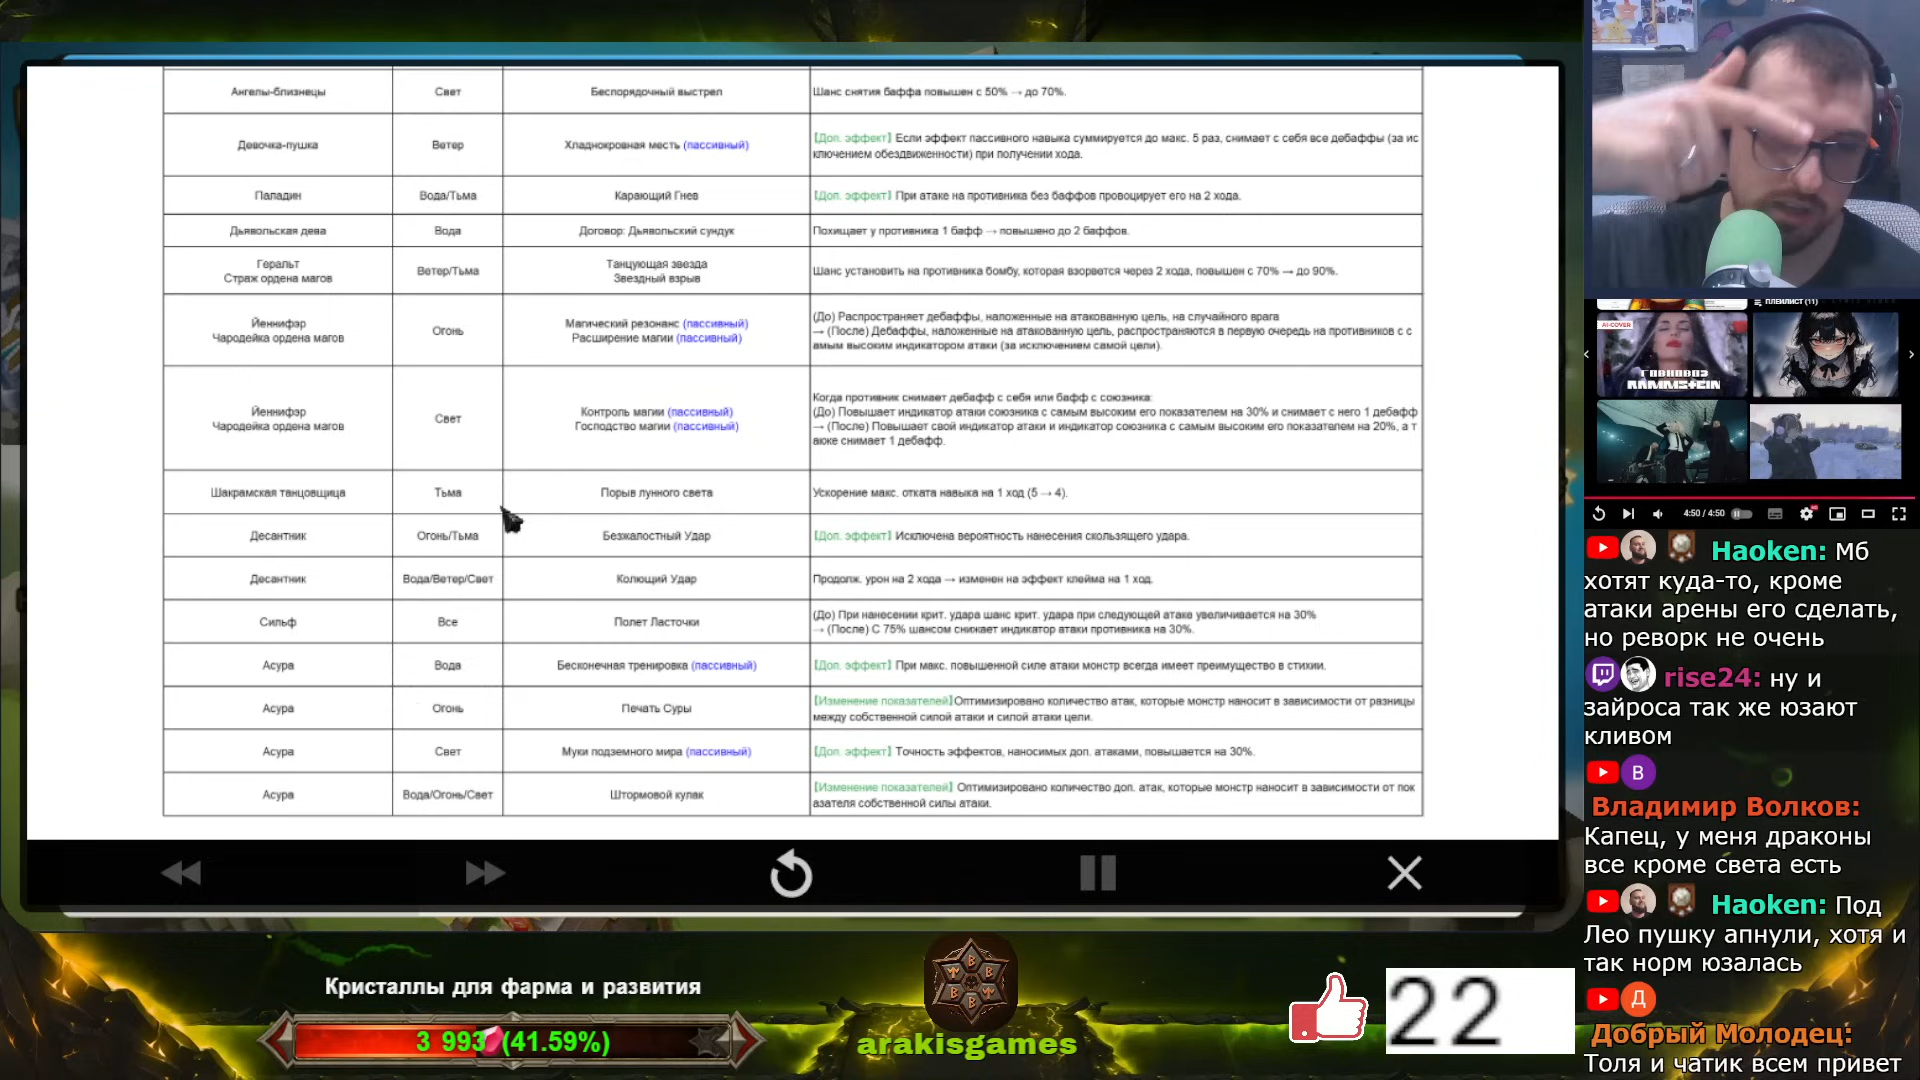 Ангелы-близнецы Свет Беспорядочный выстрел Шанс снятия баффа повышен с 50% → до 70%.
Девочка-пушка Ветер Хладнокровная месть (пассивный) [Доп. эффект] Если эффект пассивного навыка суммируется до макс. 5 раз, снимает с себя все дебаффы (за ис
ключением обездвиженности) при получении хода.
Паладин Вода/Тьма Карающий Гнев [Доп. эффект] При атаке на противника без баффов провоцирует его на 2 хода.
Дьявольская дева Вода Договор: Дьявольский сундук Похищает у противника 1 бафф → повышено до 2 баффов.
Геральт
Страж ордена магов
Ветер/Тьма
Танцующая звезда
Звездный взрыв
Шанс установить на противника бомбу, которая взорвется через 2 хода, повышен с 70% → до 90%.
Йеннифэр
Чародейка ордена магов
Огонь
Магический резонанс (пассивный)
Расширение магии (пассивный)
(До) Распространяет дебаффы, наложенные на атакованную цель, на случайного врага
→ (После) Дебаффы, наложенные на атакованную цель, распространяются в первую очередь на противников с с
амым высоким индикатором атаки (за исключением самой цели).
Йеннифэр
Чародейка ордена магов
Свет
Контроль магии (пассивный)
Господство магии (пассивный)
Когда противник снимает дебафф с себя или бафф с союзника:
(До) Повышает индикатор атаки союзника с самым высоким его показателем на 30% и снимает с него 1 дебафф
→ (После) Повышает свой индикатор атаки и индикатор союзника с самым высоким его показателем на 20%, а т
акже снимает 1 дебафф.
Шакрамская танцовщица Тьма Порыв лунного света Ускорение макс. отката навыка на 1 ход (5 → 4).
Десантник Огонь/Тьма Безжалостный Удар [Доп. эффект] Исключена вероятность нанесения скользящего удара.
Десантник Вода/Ветер/Свет Колющий Удар Продолж. урон на 2 хода → изменен на эффект клейма на 1 ход.
Сильф Все Полет Ласточки (До) При нанесении крит. удара шанс крит. удара при следующей атаке увеличивается на 30%
→ (После) С 75% шансом снижает индикатор атаки противника на 30%.
Асура Вода Бесконечная тренировка (пассивный) [Доп. эффект] При макс. повышенной силе атаки монстр всегда имеет преимущество в стихии.
Асура Огонь Печать Суры [Изменение показателей]Оптимизировано количество атак, которые монстр наносит в зависимости от разницы
между собственной силой атаки и силой атаки цели.
Асура Свет Муки подземного мира (пассивный) [Доп. эффект] Точность эффектов, наносимых доп. атаками, повышается на 30%.
Асура Вода/Огонь/Свет Штормовой кулак [Изменение показателей] Оптимизировано количество доп. атак, которые монстр наносит в зависимости от пок
азателя собственной силы атаки.
Кристаллы для фарма и развития
3 993 (41.59%)
arakisgames
22
ПЛЕЙЛИСТ (11)
AI-COVER
RAMMSTEIN
4:50 / 4:50
Haoken: Мб
хотят куда-то, кроме
атаки арены его сделать,
но реворк не очень
rise24: ну и
зайроса так же юзают
кливом
В
Владимир Волков:
Капец, у меня драконы
все кроме света есть
Haoken: Под
Лео пушку апнули, хотя и
так норм юзалась
Д
Добрый Молодец:
Толя и чатик всем привет